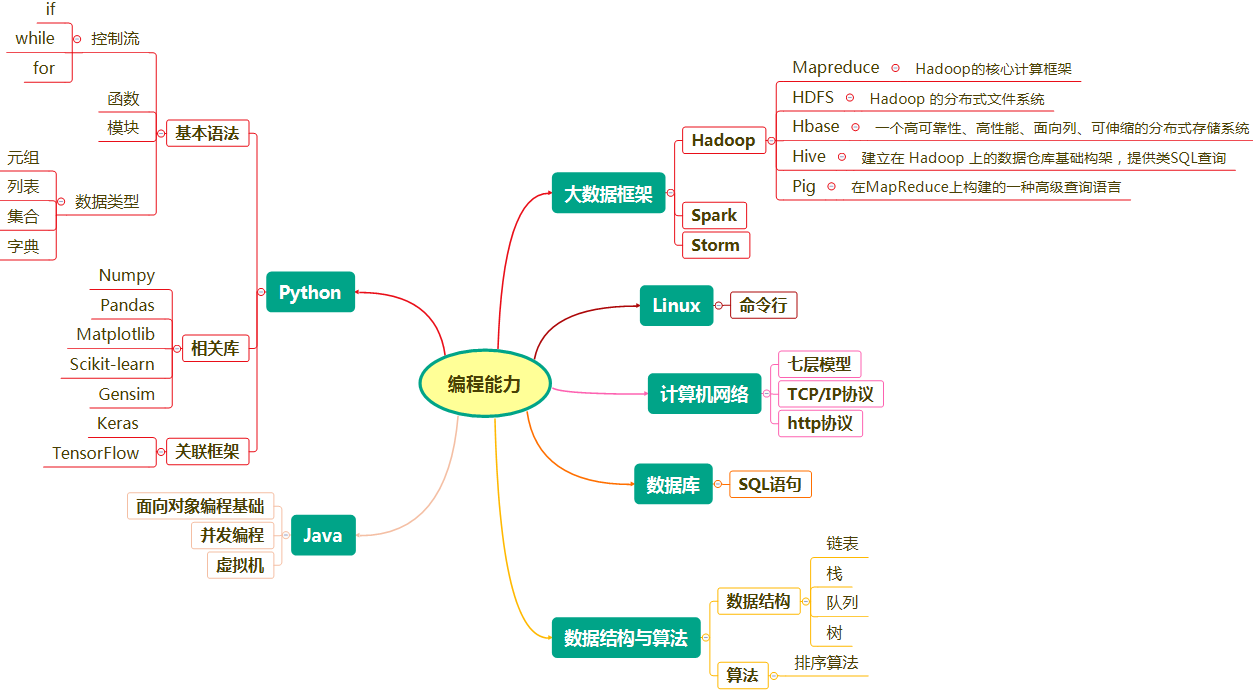 编程能力
大数据框架
Hadoop
Mapreduce
Hadoop的核心计算框架
HDFS
Hadoop 的分布式文件系统
Hbase
一个高可靠性、高性能、面向列、可伸缩的分布式存储系统
Hive
建立在 Hadoop 上的数据仓库基础构架，提供类SQL查询
Pig
在MapReduce上构建的一种高级查询语言
Spark
Storm
Linux
命令行
计算机网络
七层模型
TCP/IP协议
http协议
数据库
SQL语句
数据结构与算法
数据结构
链表
栈
队列
树
算法
排序算法
Python
基本语法
控制流
if
while
for
函数
模块
数据类型
元组
列表
集合
字典
相关库
Numpy
Pandas
Matplotlib
Scikit-learn
Gensim
关联框架
Keras
TensorFlow
Java
面向对象编程基础
并发编程
虚拟机